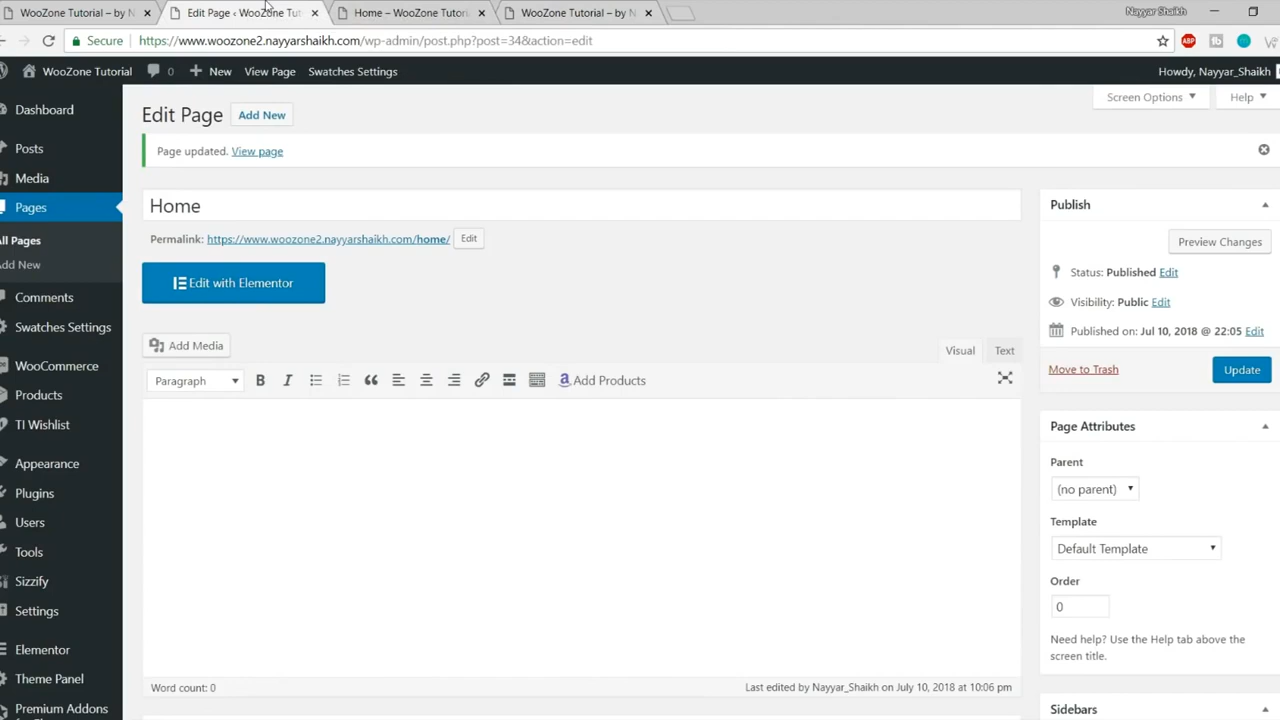 WooZone Tutorial – by N
Edit Page ‹ WooZone Tut
Home – WooZone Tutori
WooZone Tutorial – by N
Nayyar Shaikh
Secure
https://www.woozone2.nayyarshaikh.com/wp-admin/post.php?post=34&action=edit
ABP
WooZone Tutorial
0
New
View Page
Swatches Settings
Howdy, Nayyar_Shaikh
Dashboard
Posts
Media
Pages
All Pages
Add New
Comments
Swatches Settings
WooCommerce
Products
TI Wishlist
Appearance
Plugins
Users
Tools
Sizzify
Settings
Elementor
Theme Panel
Premium Addons
Screen Options
Help
Edit Page
Add New
Page updated. View page
Home
Permalink: https://www.woozone2.nayyarshaikh.com/home/ Edit
Edit with Elementor
Add Media
Visual
Text
Paragraph
B
I
Add Products
Word count: 0
Last edited by Nayyar_Shaikh on July 10, 2018 at 10:06 pm
Publish
Preview Changes
Status: Published Edit
Visibility: Public Edit
Published on: Jul 10, 2018 @ 22:05 Edit
Move to Trash
Update
Page Attributes
Parent
(no parent)
Template
Default Template
Order
0
Need help? Use the Help tab above the
screen title.
Sidebars